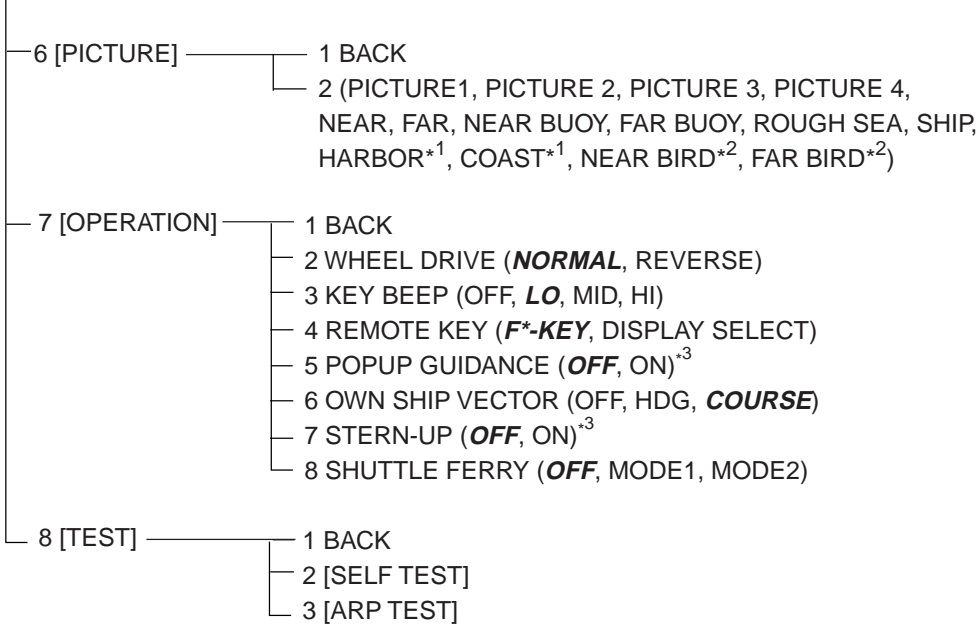 6 [PICTURE]
1 BACK
2 (PICTURE1, PICTURE 2, PICTURE 3, PICTURE 4,
NEAR, FAR, NEAR BUOY, FAR BUOY, ROUGH SEA, SHIP,
HARBOR*1, COAST*1, NEAR BIRD*2, FAR BIRD*2)
7 [OPERATION]
1 BACK
2 WHEEL DRIVE (NORMAL, REVERSE)
3 KEY BEEP (OFF, LO, MID, HI)
4 REMOTE KEY (F*-KEY, DISPLAY SELECT)
5 POPUP GUIDANCE (OFF, ON)*3
6 OWN SHIP VECTOR (OFF, HDG, COURSE)
7 STERN-UP (OFF, ON)*3
8 SHUTTLE FERRY (OFF, MODE1, MODE2)
8 [TEST]
1 BACK
2 [SELF TEST]
3 [ARP TEST]